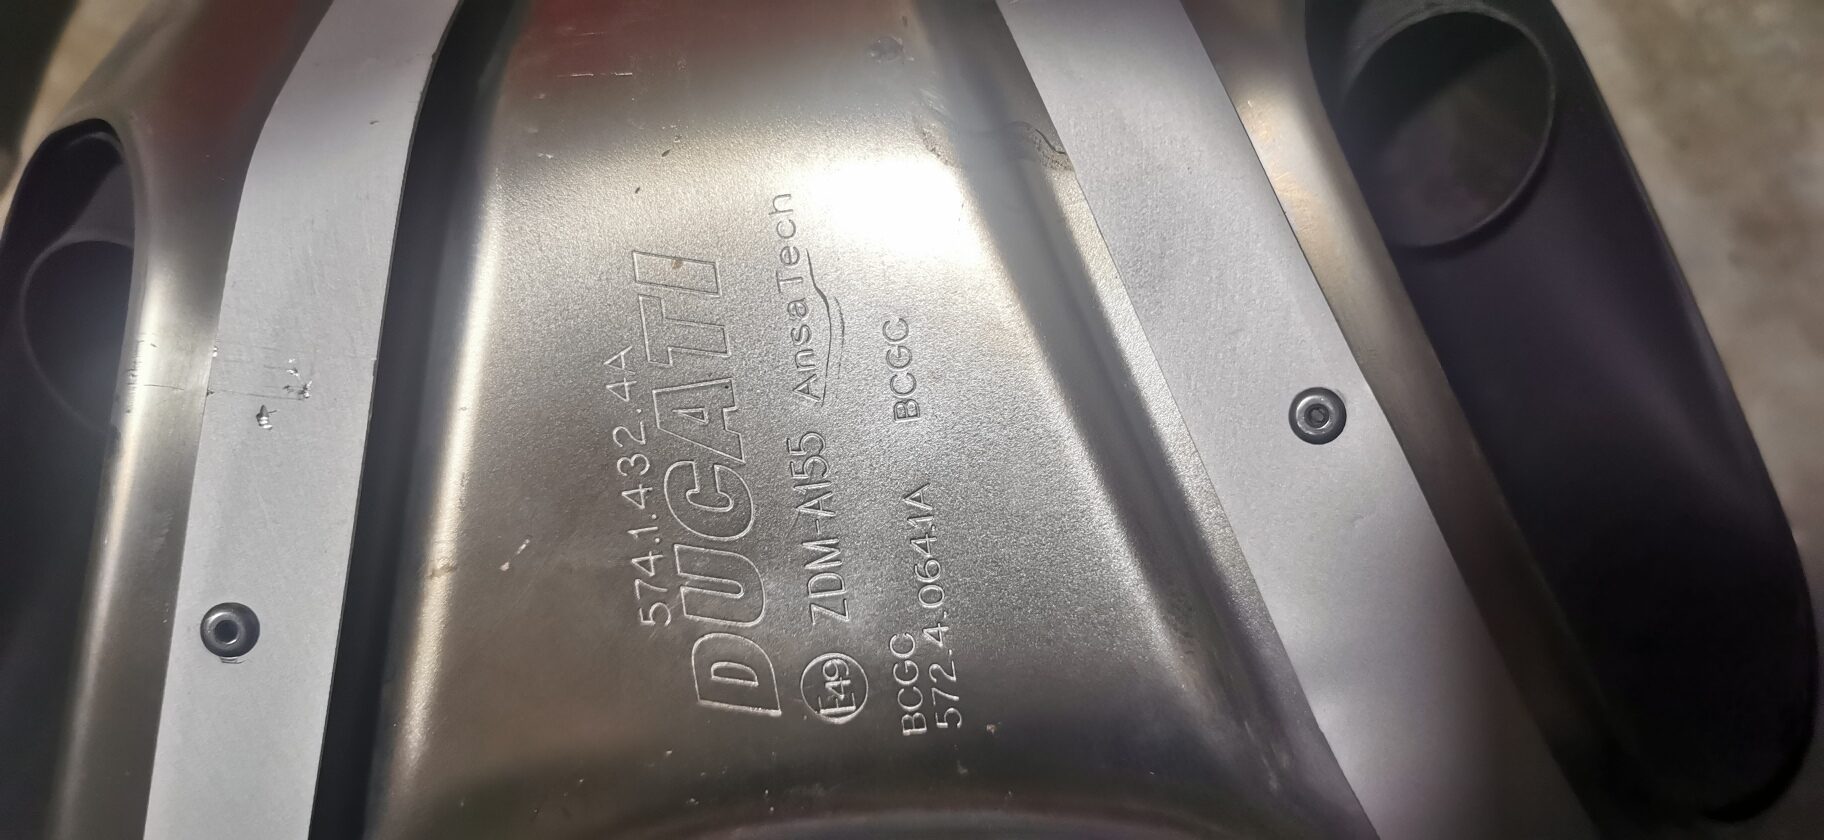 574.1.432.4A
DUCATI
E49 ZDM-A155 AnsaTech
BCGC BCGC
572.4.064.1A